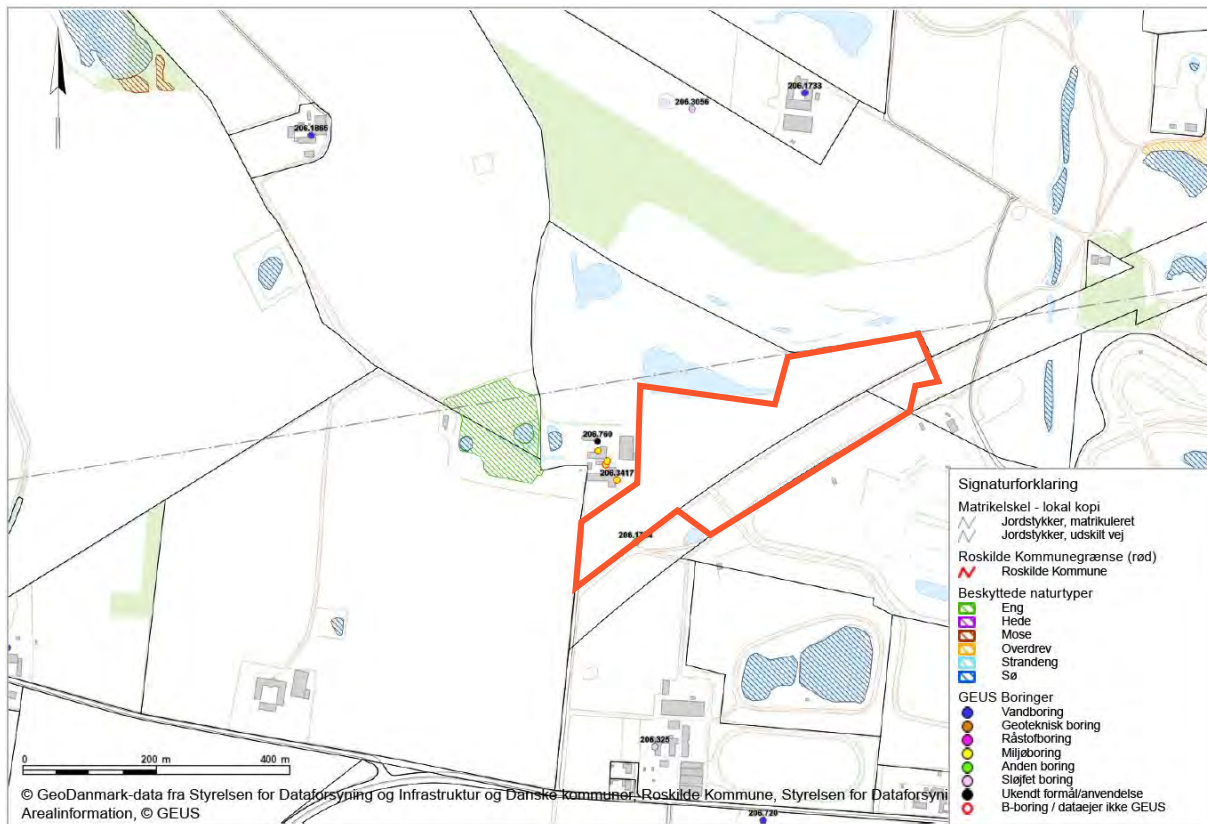 206.1733
206.3056
206.1865
206.769
206.3417
206.325
206.720
0 200 m 400 m
© GeoDanmark-data fra Styrelsen for Dataforsyning og Infrastruktur og Danske kommuner, Roskilde Kommune, Styrelsen for Dataforsyni
Arealinformation, © GEUS
Signaturforklaring
Matrikelskel - lokal kopi
Jordstykker, matrikuleret
Jordstykker, udskilt vej
Roskilde Kommunegrænse (rød)
Roskilde Kommune
Beskyttede naturtyper
Eng
Hede
Mose
Overdrev
Strandeng
Sø
GEUS Boringer
Vandboring
Geoteknisk boring
Råstofboring
Miljøboring
Anden boring
Sløjfet boring
Ukendt formål/anvendelse
B-boring / dataejer ikke GEUS